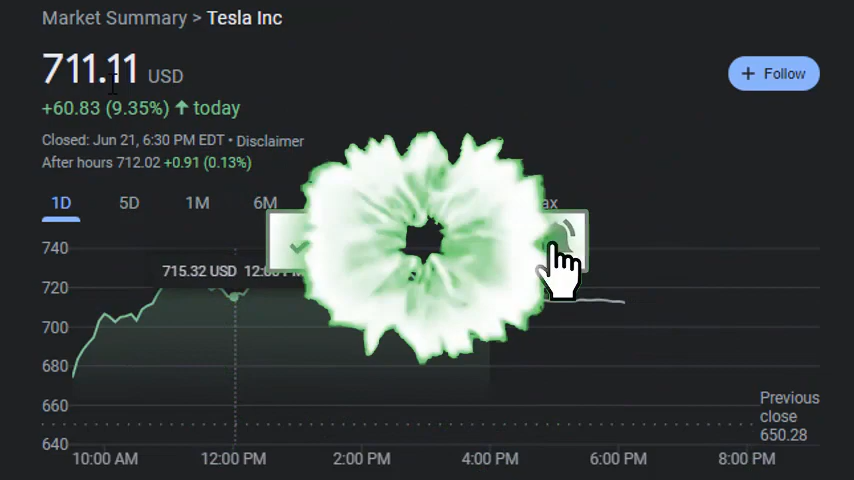 Market Summary > Tesla Inc
711.11 USD
+ Follow
+60.83 (9.35%) ↑ today
Closed: Jun 21, 6:30 PM EDT • Disclaimer
After hours 712.02 +0.91 (0.13%)
1D 5D 1M 6M
740
715.32 USD
720
700
680
660
640
Previous
close
650.28
10:00 AM 12:00 PM 2:00 PM 4:00 PM 6:00 PM 8:00 PM